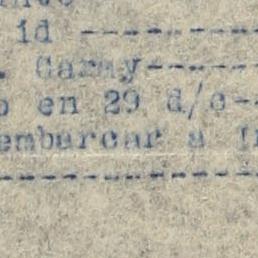 id ----------
. Garay-------
o en 29 d/c--
embarcar a